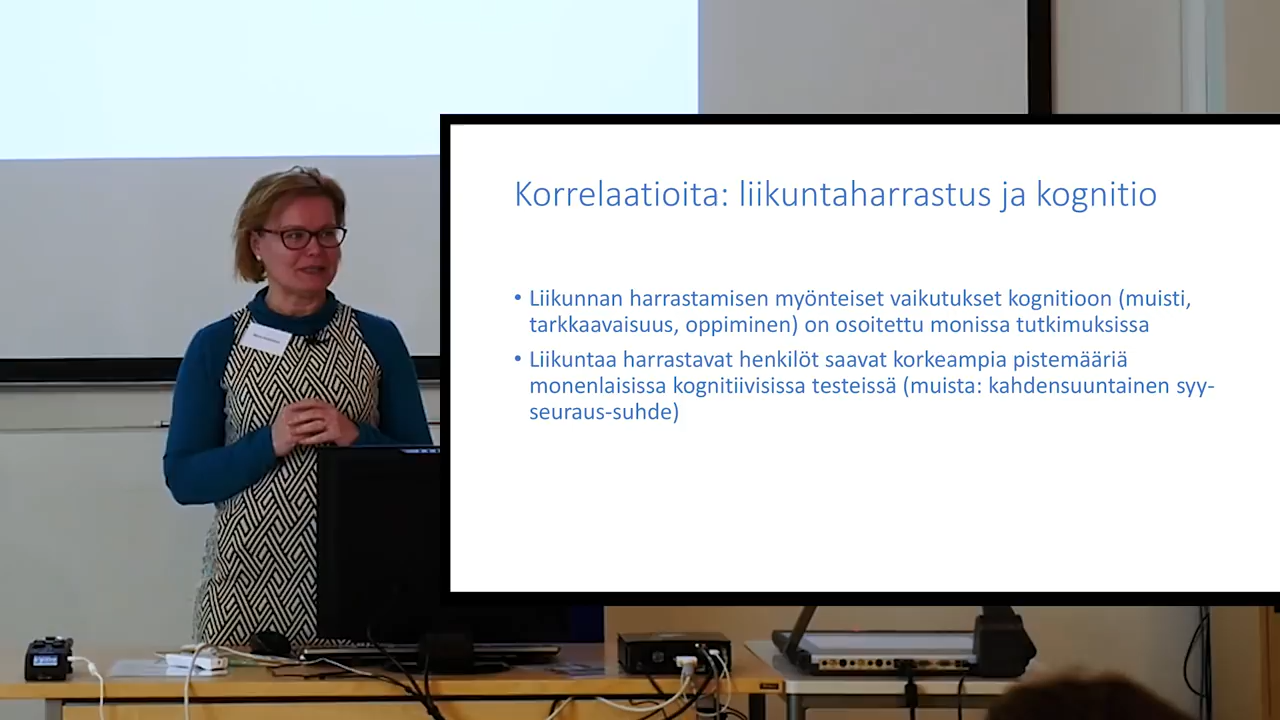 Korrelaatioita: liikuntaharrastus ja kognitio
• Liikunnan harrastamisen myönteiset vaikutukset kognitioon (muisti,
tarkkaavaisuus, oppiminen) on osoitettu monissa tutkimuksissa
• Liikuntaa harrastavat henkilöt saavat korkeampia pistemääriä
monenlaisissa kognitiivisissa testeissä (muista: kahdensuuntainen syy-
seuraus-suhde)